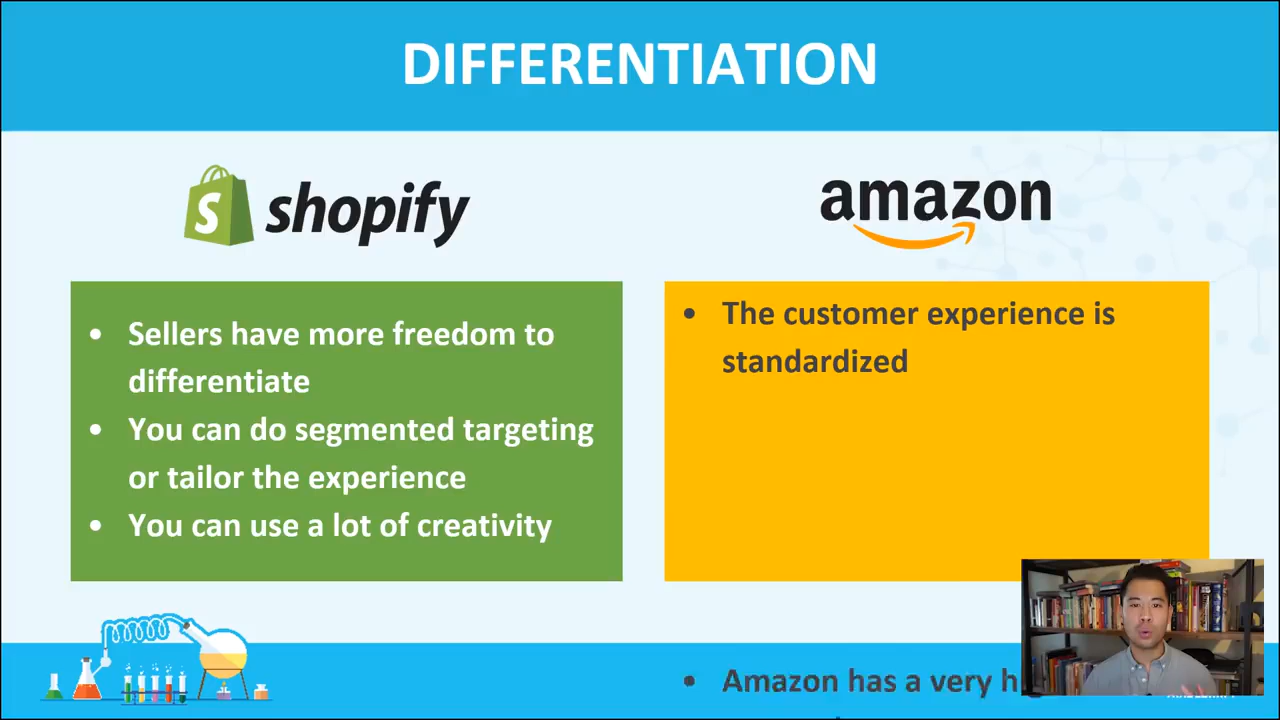 DIFFERENTIATION
shopify
amazon
• Sellers have more freedom to
differentiate
• You can do segmented targeting
or tailor the experience
• You can use a lot of creativity
• The customer experience is
standardized
• Amazon has a very